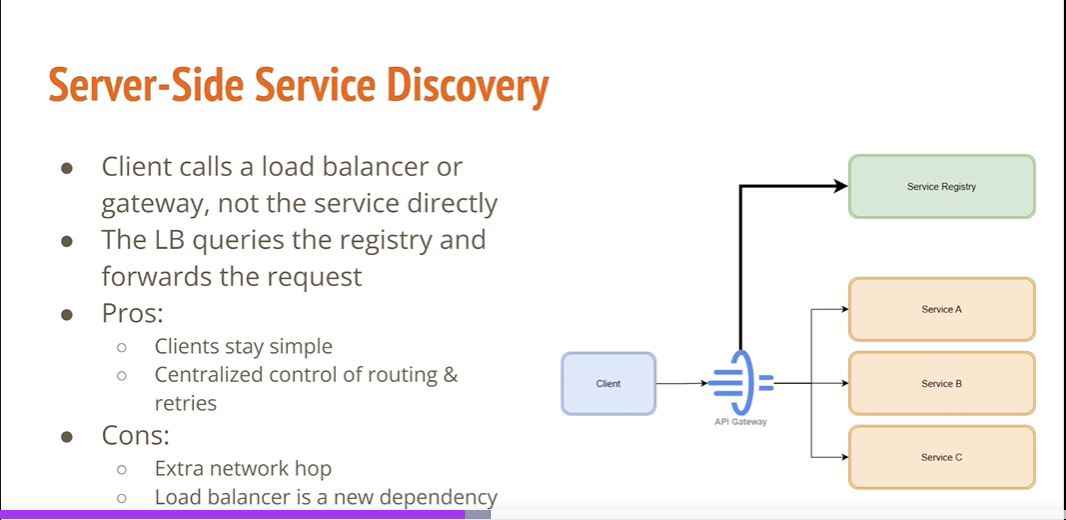 Server-Side Service Discovery
● Client calls a load balancer or
gateway, not the service directly
● The LB queries the registry and
forwards the request
● Pros:
○ Clients stay simple
○ Centralized control of routing &
retries
● Cons:
○ Extra network hop
○ Load balancer is a new dependency
Service Registry
Service A
Client
Service B
API Gateway
Service C